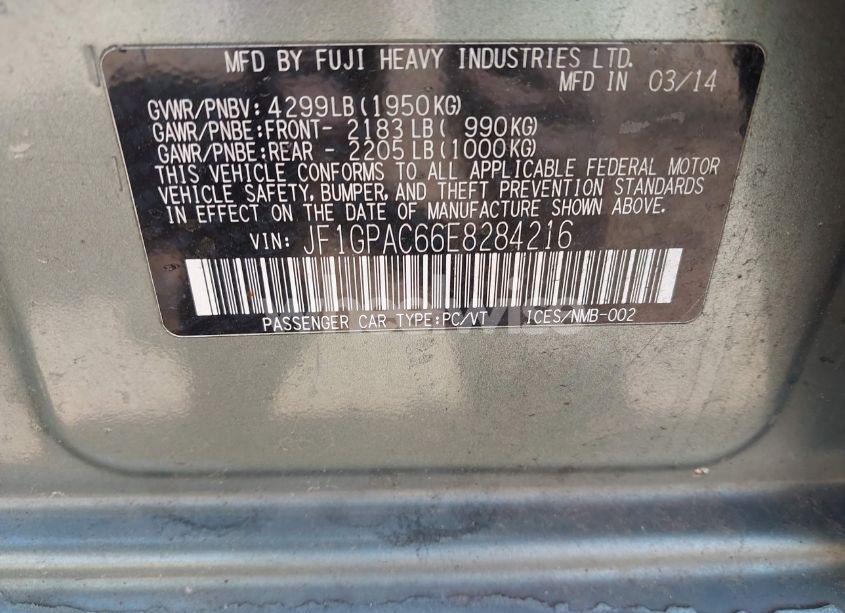 MFD BY FUJI HEAVY INDUSTRIES LTD.
MFD IN 03/14
GVWR/PNBV: 4299LB(1950KG)
GAWR/PNBE:FRONT- 2183LB( 990KG)
GAWR/PNBE:REAR - 2205LB(1000KG)
THIS VEHICLE CONFORMS TO ALL APPLICABLE FEDERAL MOTOR
VEHICLE SAFETY, BUMPER, AND THEFT PREVENTION STANDARDS
IN EFFECT ON THE DATE OF MANUFACTURE SHOWN ABOVE.
VIN: JF1GPAC66E8284216
PASSENGER CAR TYPE:PC/VT ICES/NMB-002